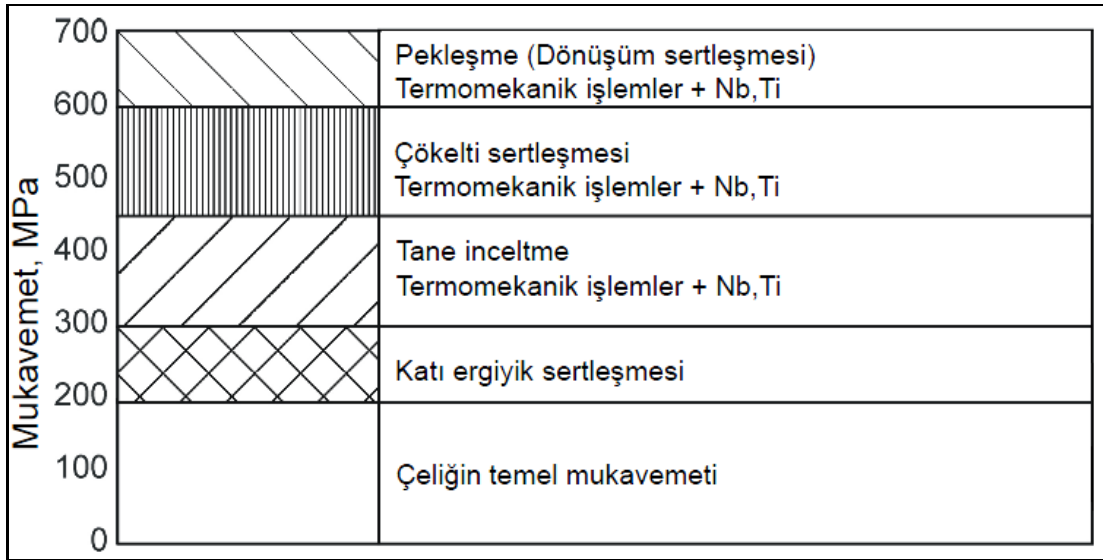 Mukavemet, MPa
700
600
500
400
300
200
100
0
Pekleşme (Dönüşüm sertleşmesi)
Termomekanik işlemler + Nb,Ti
Çökelti sertleşmesi
Termomekanik işlemler + Nb,Ti
Tane inceltme
Termomekanik işlemler + Nb,Ti
Katı ergiyik sertleşmesi
Çeliğin temel mukavemeti